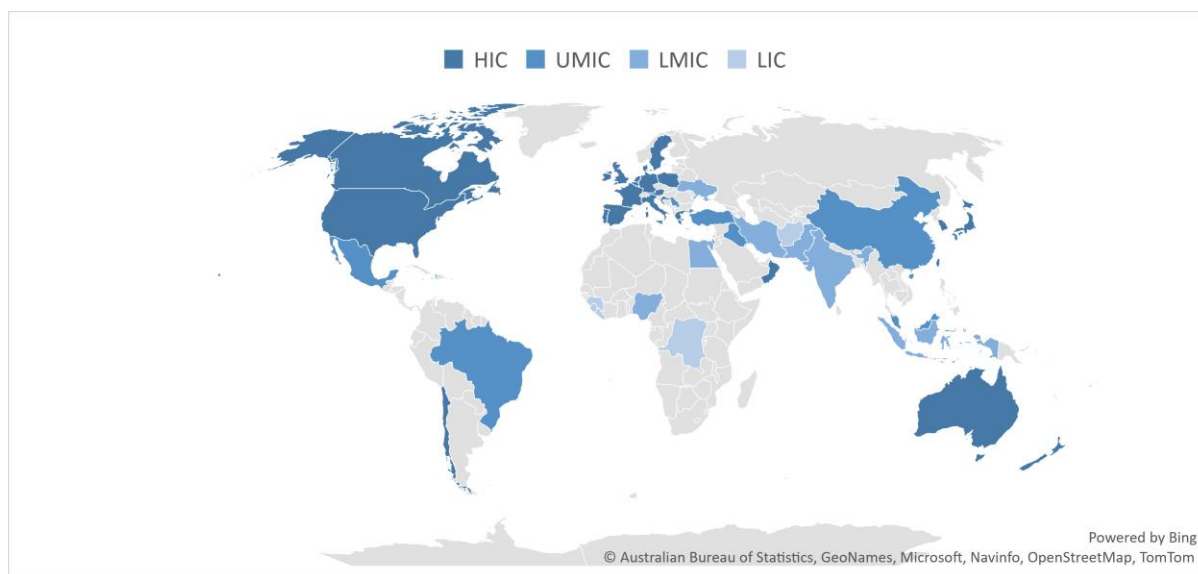 HIC UMIC LMIC LIC
Powered by Bing
© Australian Bureau of Statistics, GeoNames, Microsoft, Navinfo, OpenStreetMap, TomTom